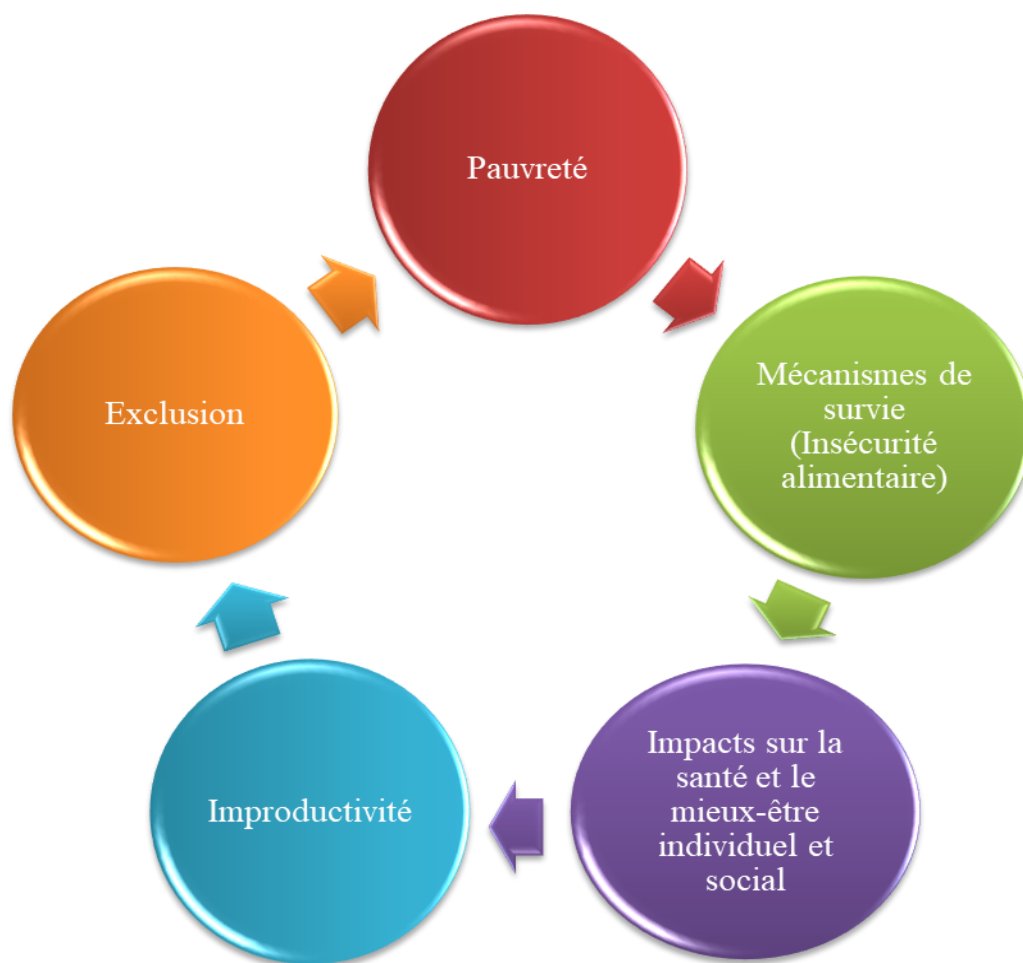 Pauvreté
Mécanismes de
survie
(Insécurité
alimentaire)
Impacts sur la
santé et le
mieux-être
individuel et
social
Improductivité
Exclusion